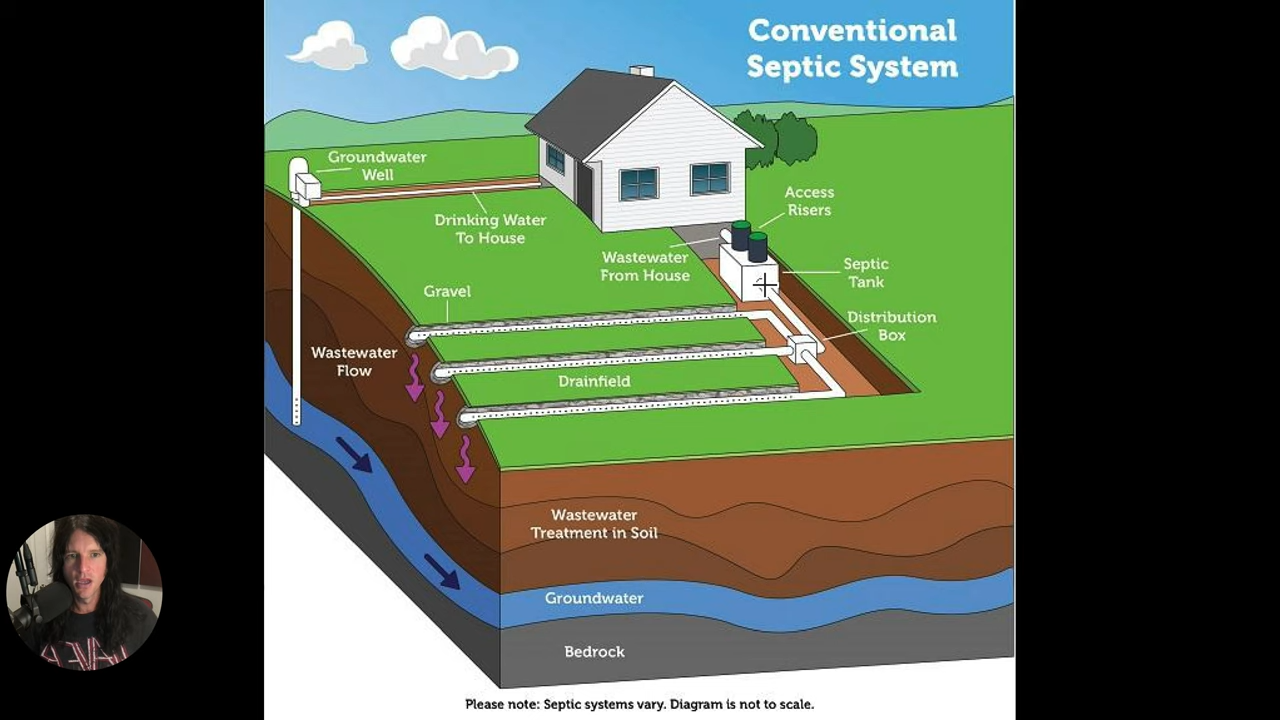 Conventional
Septic System
Groundwater
Well
Drinking Water
To House
Access
Risers
Wastewater
From House
Septic
Tank
Gravel
Distribution
Box
Wastewater
Flow
Drainfield
Wastewater
Treatment in Soil
Groundwater
Bedrock
Please note: Septic systems vary. Diagram is not to scale.